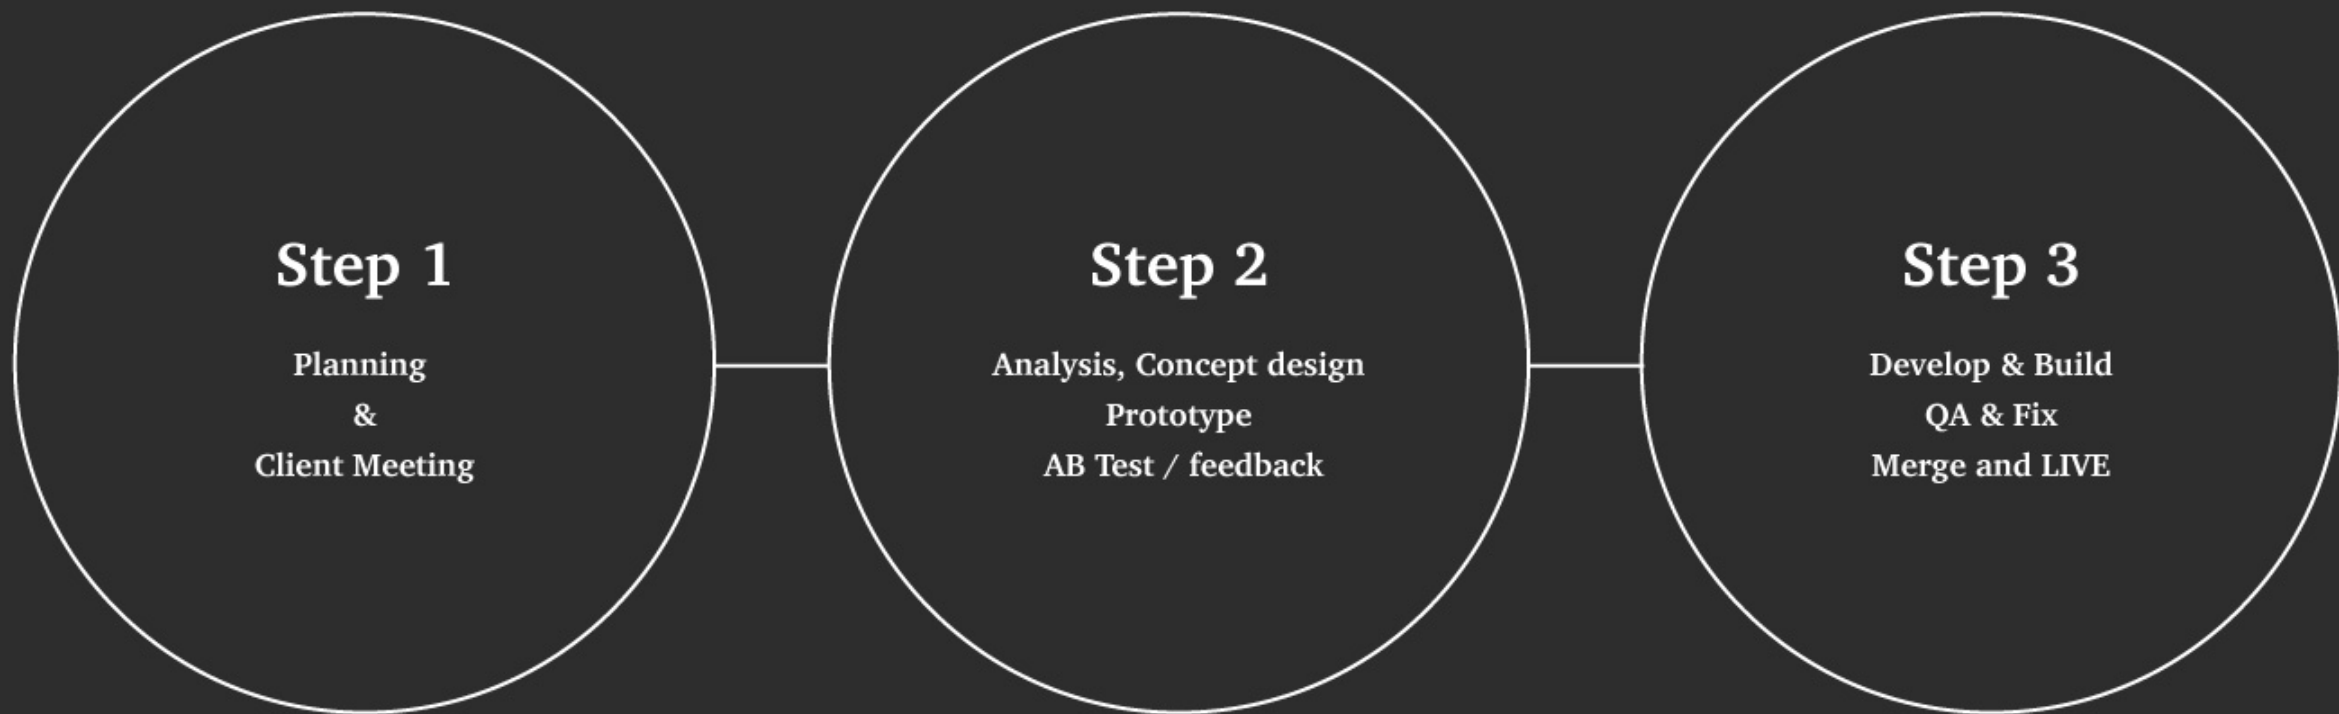 Step 1
Planning
&
Client Meeting
Step 2
Analysis, Concept design
Prototype
AB Test / feedback
Step 3
Develop & Build
QA & Fix
Merge and LIVE